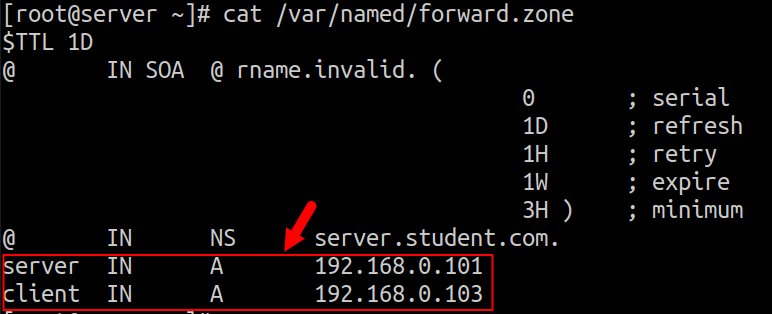 [root@server ~]# cat /var/named/forward.zone
$TTL 1D
@ IN SOA @ rname.invalid. (
0 ; serial
1D ; refresh
1H ; retry
1W ; expire
3H ) ; minimum
@ IN NS server.student.com.
server IN A 192.168.0.101
client IN A 192.168.0.103